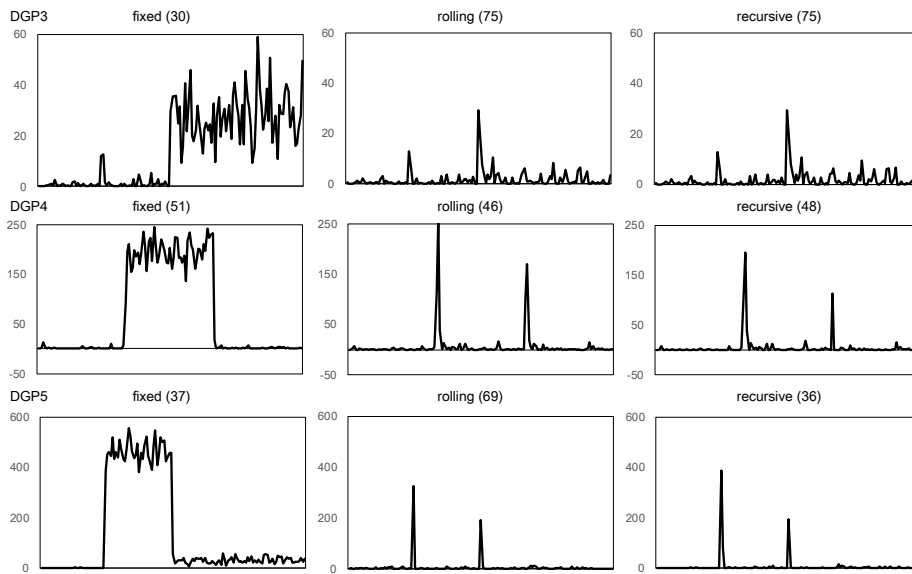 DGP3 fixed (30) rolling (75) recursive (75)
60 60 60
40 40 40
20 20 20
0 0 0
DGP4 fixed (51) rolling (46) recursive (48)
250 250 250
150 150 150
50 50 50
-50 -50 -50
DGP5 fixed (37) rolling (69) recursive (36)
600 600 600
400 400 400
200 200 200
0 0 0